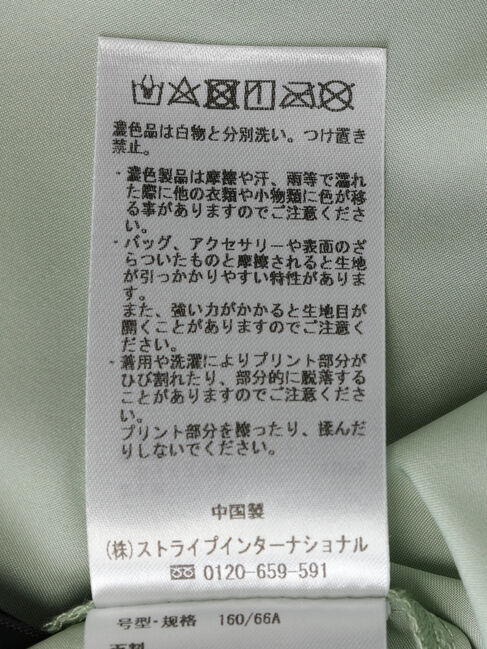 濃色品は白物と分別洗い。つけ置き
禁止。
・濃色製品は摩擦や汗、雨等で濡れ
た際に他の衣類や小物類に色が移
る事がありますのでご注意くださ
い。
・バッグ、アクセサリーや表面のざ
らついたものと摩擦されると生地
が引っかかりやすい特性がありま
す。
また、強い力がかかると生地目が
開くことがありますのでご注意く
ださい。
・着用や洗濯によりプリント部分が
ひび割れたり、部分的に脱落する
ことがありますのでご注意くださ
い。
プリント部分を擦ったり、揉んだ
りしないでください。
中国製
(株)ストライプインターナショナル
0120-659-591
号型·规格 160/66A
面料